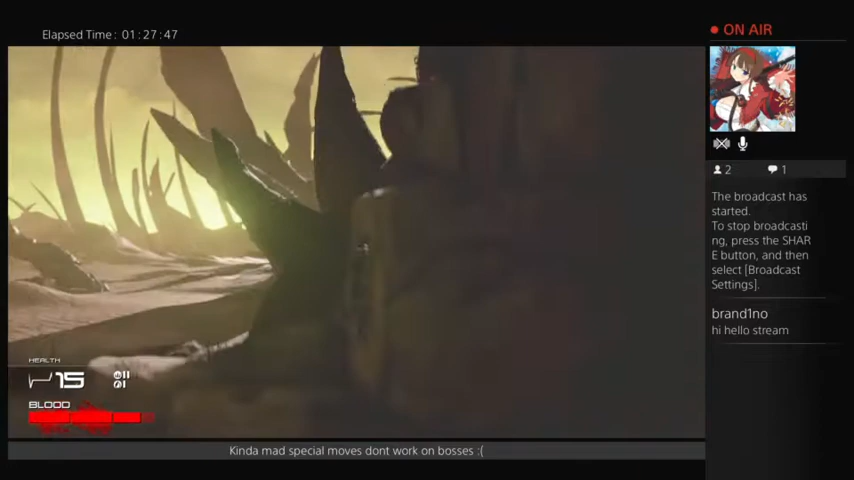 Elapsed Time : 01:27:47
ON AIR
2 1
The broadcast has
started.
To stop broadcasti
ng, press the SHAR
E button, and then
select [Broadcast
Settings].
brand1no
hi hello stream
HEALTH
15
BLOOD
Kinda mad special moves dont work on bosses :(